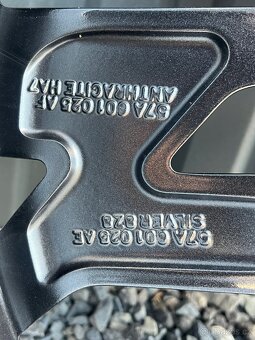 57A 601 025 AF
ANTHRACITE HA7
57A 601 025 AE
SILVER 8Z8